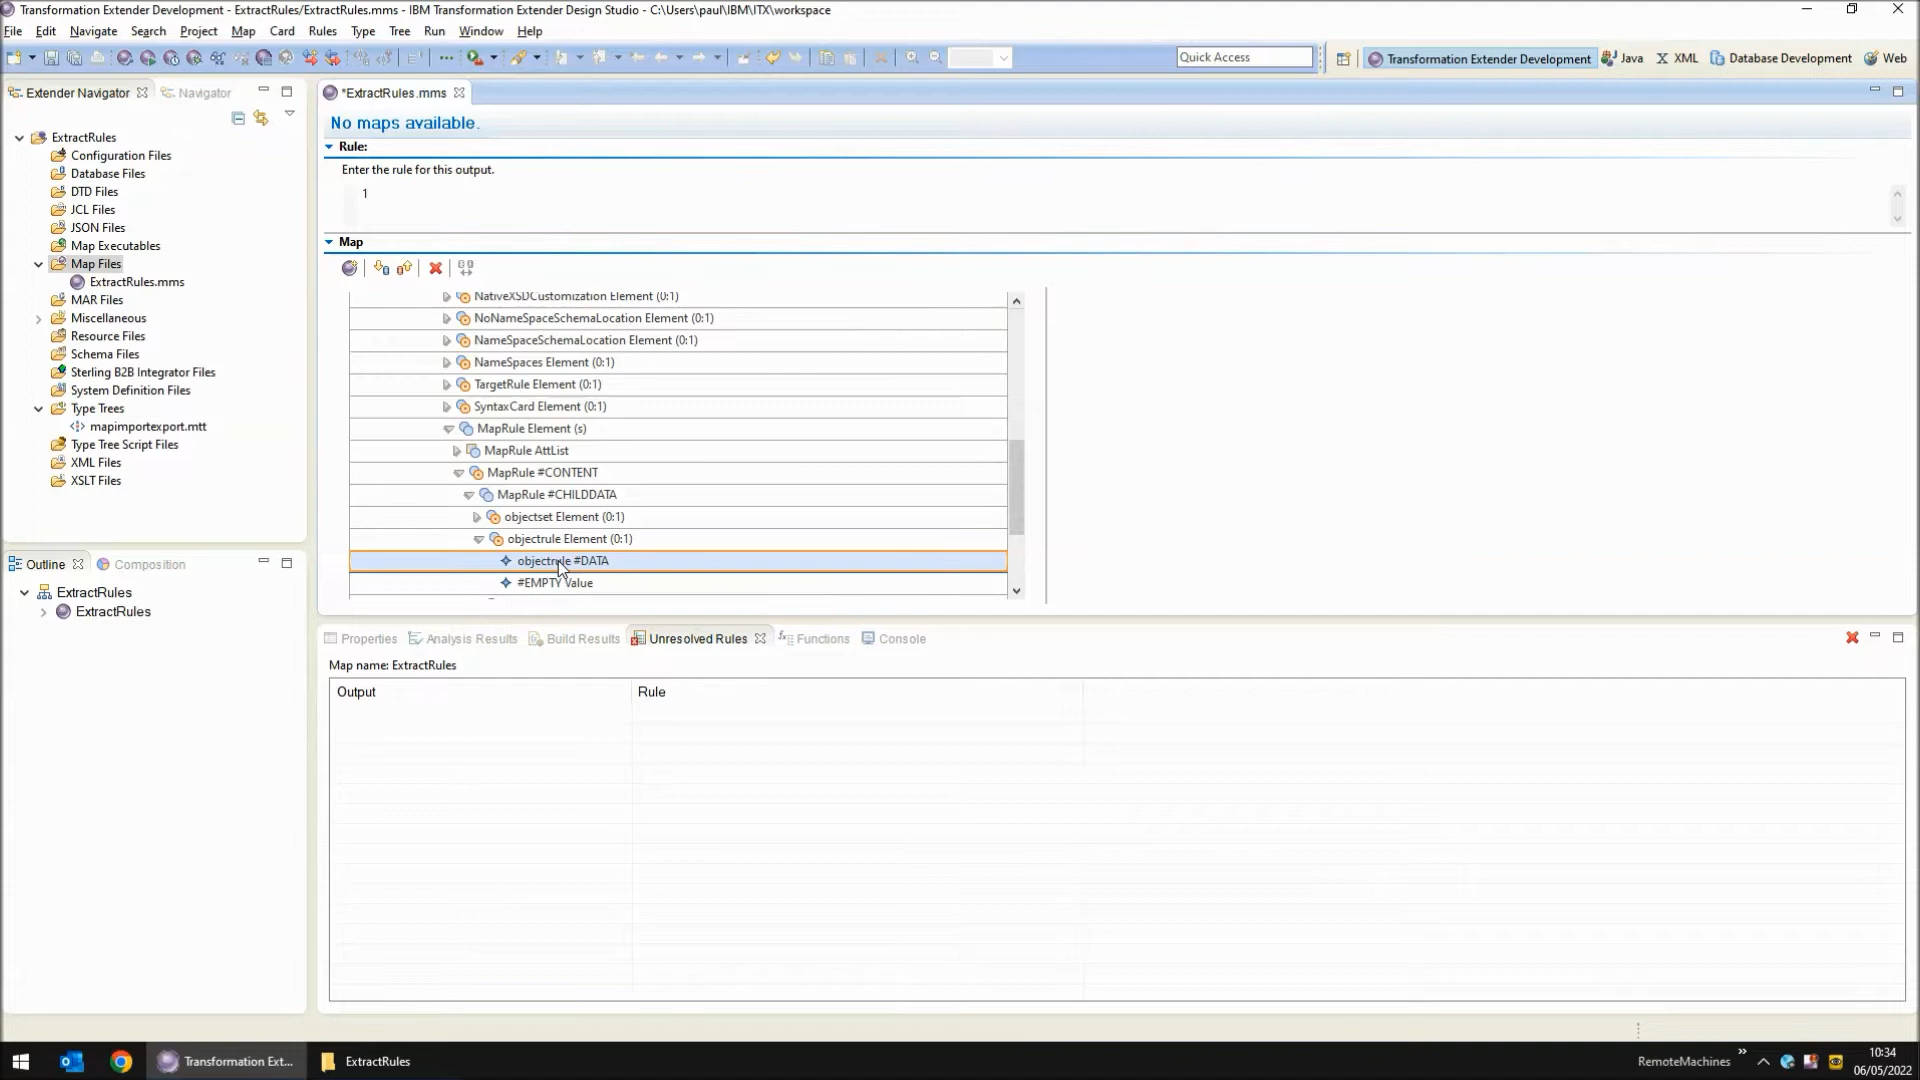 Transformation Extender Development - ExtractRules/ExtractRules.mms - IBM Transformation Extender Design Studio - C:\Users\paul\IBM\ITX\workspace
File Edit Navigate Search Project Map Card Rules Type Tree Run Window Help
Quick Access
Transformation Extender Development
Java
XML
Database Development
Web
Extender Navigator
Navigator
ExtractRules
Configuration Files
Database Files
DTD Files
JCL Files
JSON Files
Map Executables
Map Files
ExtractRules.mms
MAR Files
Miscellaneous
Resource Files
Schema Files
Sterling B2B Integrator Files
System Definition Files
Type Trees
mapimportexport.mtt
Type Tree Script Files
XML Files
XSLT Files
Outline
Composition
ExtractRules
ExtractRules
*ExtractRules.mms
No maps available.
Rule:
Enter the rule for this output.
1
Map
NativeXSDCustomization Element (0:1)
NoNameSpaceSchemaLocation Element (0:1)
NameSpaceSchemaLocation Element (0:1)
NameSpaces Element (0:1)
TargetRule Element (0:1)
SyntaxCard Element (0:1)
MapRule Element (s)
MapRule AttList
MapRule #CONTENT
MapRule #CHILDDATA
objectset Element (0:1)
objectrule Element (0:1)
objectrule #DATA
#EMPTY Value
Properties
Analysis Results
Build Results
Unresolved Rules
Functions
Console
Map name: ExtractRules
Output Rule
Transformation Ext...
ExtractRules
RemoteMachines
10:34
06/05/2022